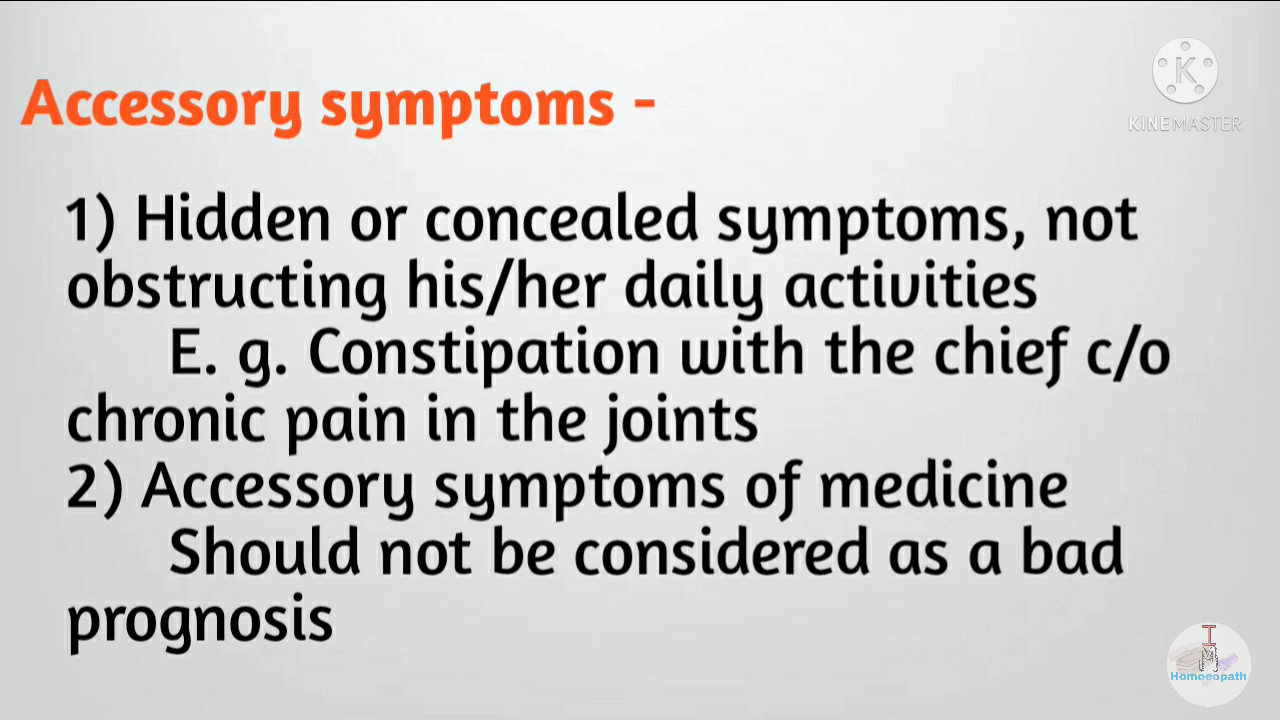 Accessory symptoms -
KINEMASTER
1) Hidden or concealed symptoms, not
obstructing his/her daily activities
E. g. Constipation with the chief c/o
chronic pain in the joints
2) Accessory symptoms of medicine
Should not be considered as a bad
prognosis
Homoeopath